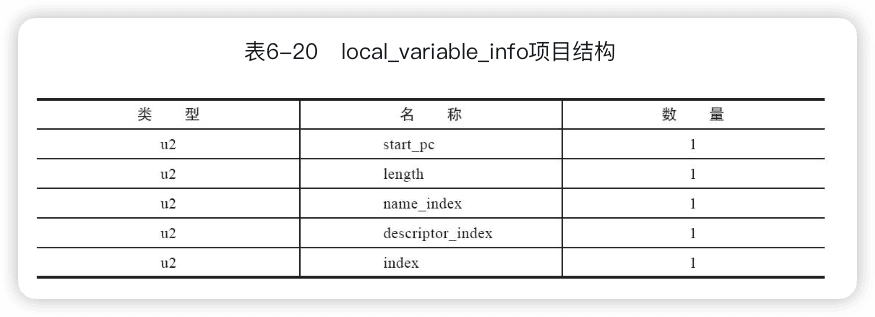 表6-20 local_variable_info项目结构
类 型 名 称 数 量
u2 start_pc 1
u2 length 1
u2 name_index 1
u2 descriptor_index 1
u2 index 1